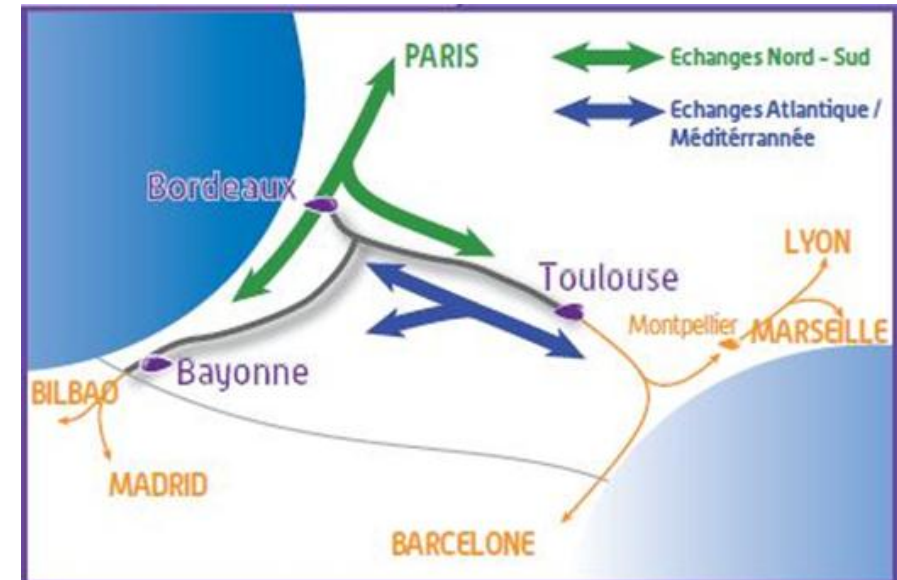 PARIS
Echanges Nord - Sud
Echanges Atlantique /
Méditérrannée
Bordeaux
LYON
Toulouse
Montpellier
MARSEILLE
Bayonne
BILBAO
MADRID
BARCELONE